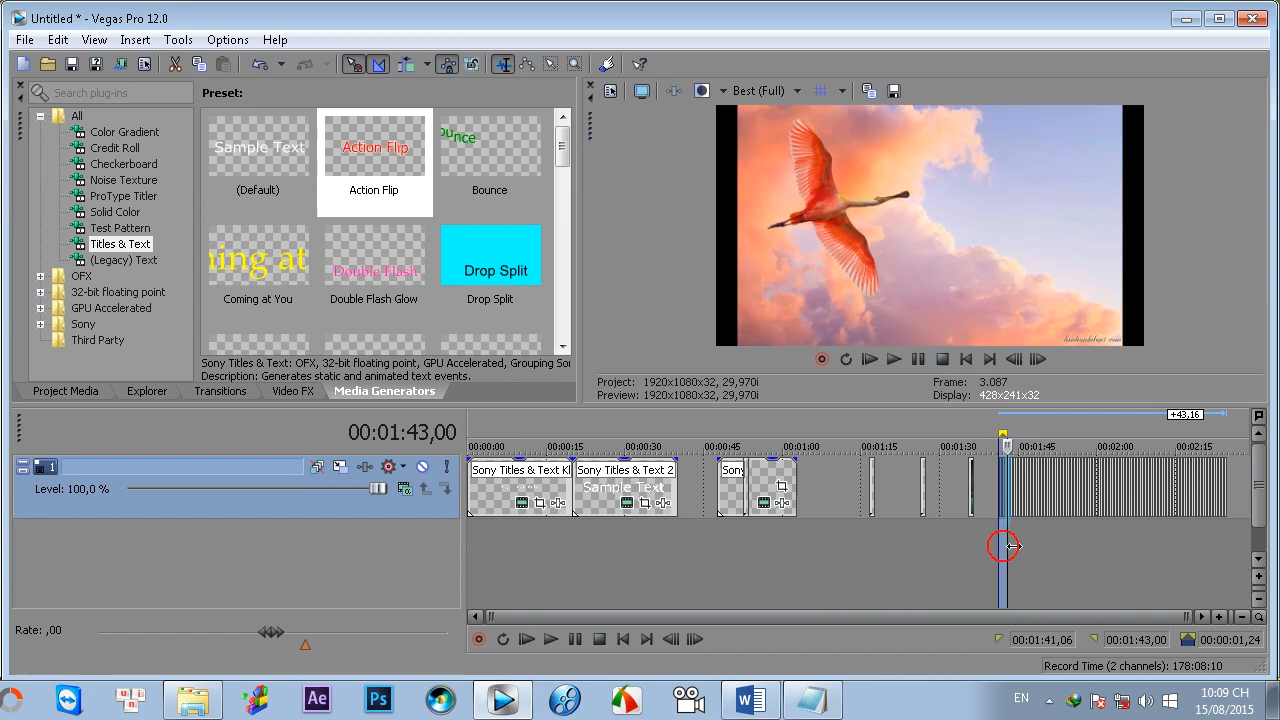 Untitled * - Vegas Pro 12.0
File Edit View Insert Tools Options Help
Search plug-ins
Preset:
Best (Full)
All
Color Gradient
Credit Roll
Checkerboard
Noise Texture
ProType Titler
Solid Color
Test Pattern
Titles & Text
(Legacy) Text
OFX
32-bit floating point
GPU Accelerated
Sony
Third Party
Sample Text
Action Flip
ounce
(Default)
Action Flip
Bounce
ning at
Double Flash
Drop Split
Coming at You
Double Flash Glow
Drop Split
Sony Titles & Text: OFX, 32-bit floating point, GPU Accelerated, Grouping So
Description: Generates static and animated text events.
Project Media Explorer Transitions Video FX Media Generators
Project: 1920x1080x32, 29,970i
Preview: 1920x1080x32, 29,970i
Frame: 3.087
Display: 428x241x32
+43,16
00:01:43,00
00:00:00 00:00:15 00:00:30 00:00:45 00:01:00 00:01:15 00:01:30 00:01:45 00:02:00 00:02:15
1
Level: 100,0 %
Sony Titles & Text Kl
Sony Titles & Text 2
Sony
Sample Text
Rate: ,00
00:01:41,06 00:01:43,00 00:00:01,24
Record Time (2 channels): 178:08:10
Ae
Ps
W
EN
10:09 CH
15/08/2015